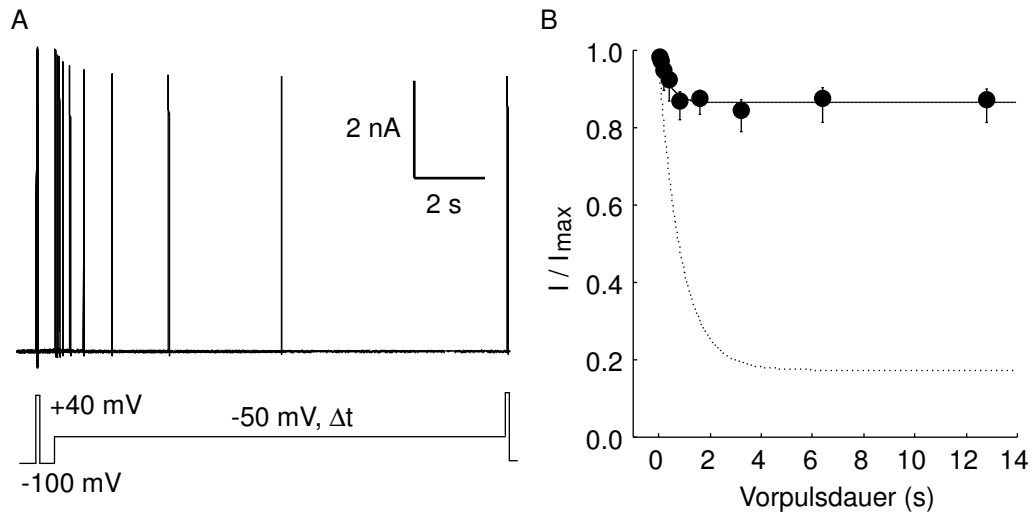 A
2 nA
2 s
+40 mV
-50 mV, Δt
-100 mV
B
I / Imax
1.0
0.8
0.6
0.4
0.2
0.0
0 2 4 6 8 10 12 14
Vorpulsdauer (s)